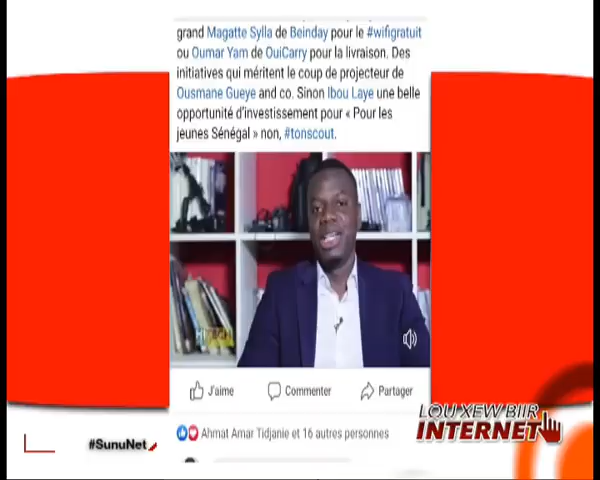 grand Magatte Sylla de Beinday pour le #wifigratuit
ou Oumar Yam de OuiCarry pour la livraison. Des
initiatives qui méritent le coup de projecteur de
Ousmane Gueye and co. Sinon Ibou Laye une belle
opportunité d'investissement pour « Pour les
jeunes Sénégal » non, #tonscout.
J'aime
Commenter
Partager
Ahmat Amar Tidjanie et 16 autres personnes
LOU XEW BIIR
INTERNET
#SunuNet